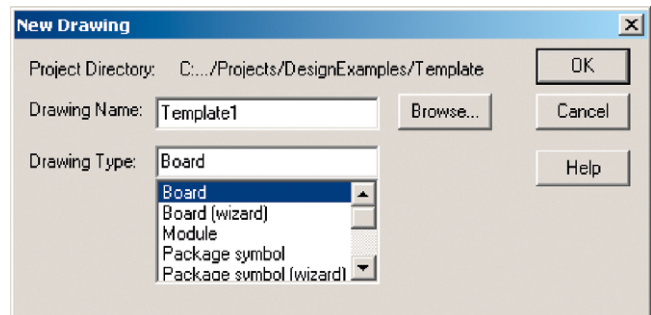 New Drawing
Project Directory: C:.../Projects/DesignExamples/Template
OK
Drawing Name: Template1 Browse... Cancel
Drawing Type: Board Help
Board
Board (wizard)
Module
Package symbol
Package symbol (wizard)